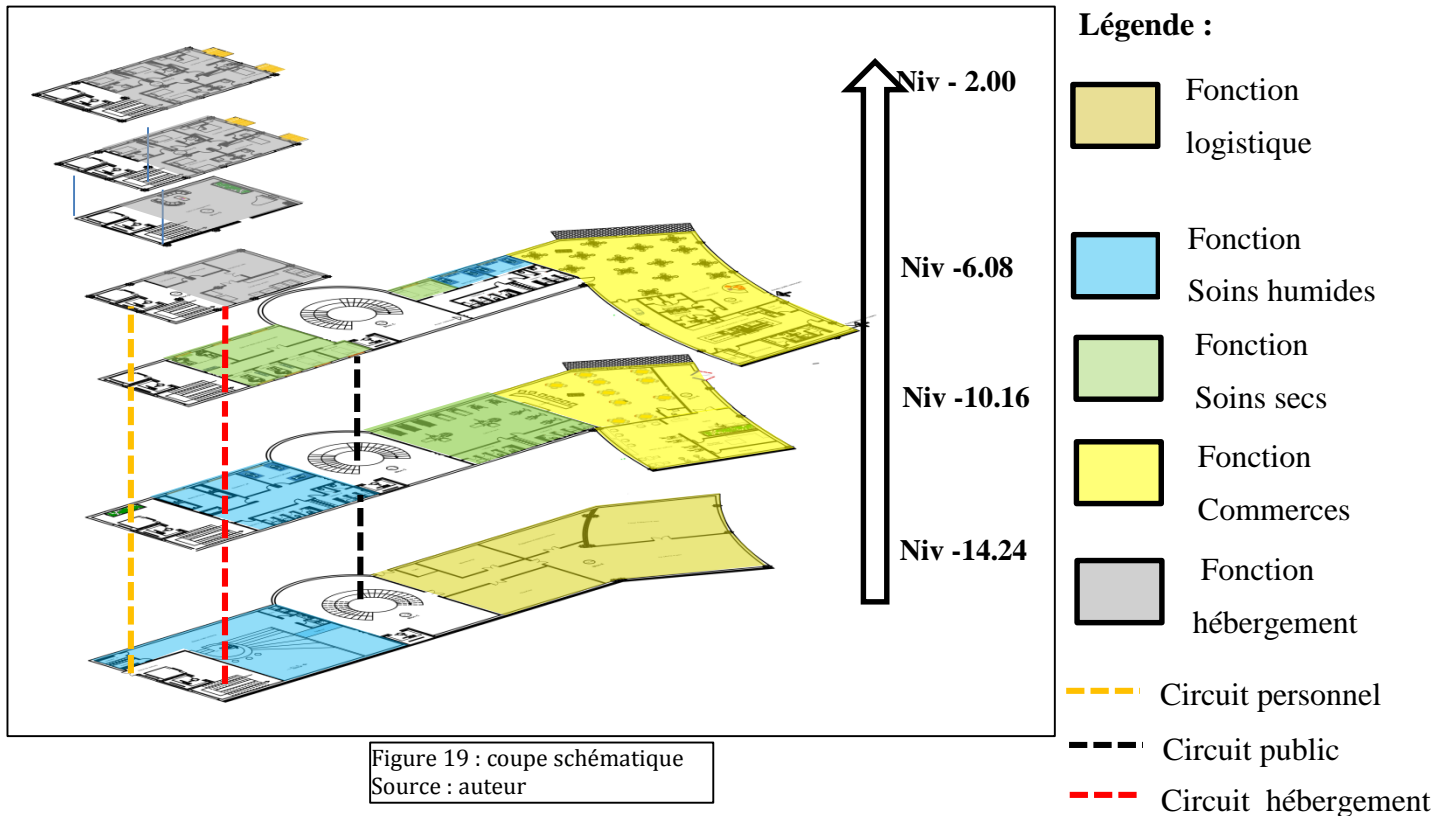 Niv - 2.00
Niv -6.08
Niv -10.16
Niv -14.24
Légende :
Fonction
logistique
Fonction
Soins humides
Fonction
Soins secs
Fonction
Commerces
Fonction
hébergement
Circuit personnel
Circuit public
Circuit hébergement
Figure 19 : coupe schématique
Source : auteur